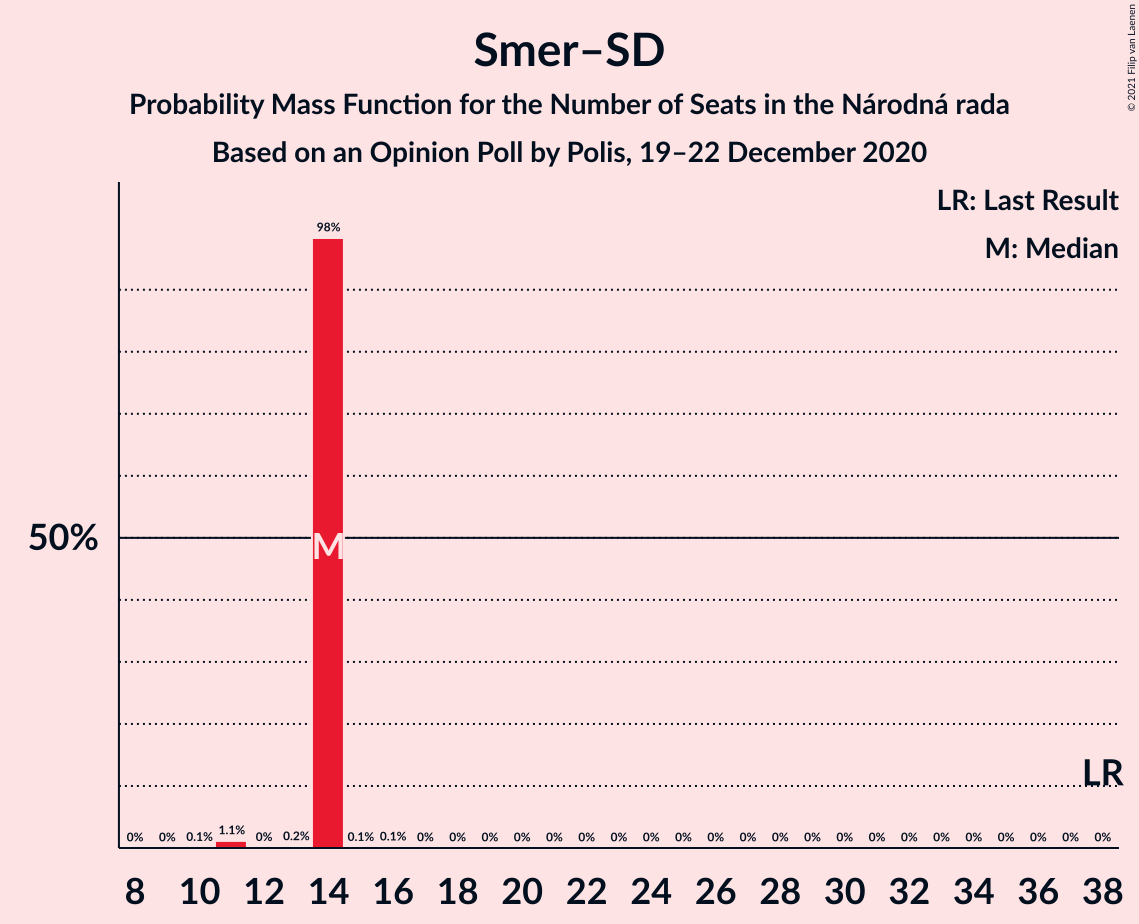 Smer–SD
Probability Mass Function for the Number of Seats in the Národná rada
Based on an Opinion Poll by Polis, 19–22 December 2020
© 2021 Filip van Laenen
LR: Last Result
M: Median
98%
50%
M
LR
0% 0% 0.1% 1.1% 0% 0.2% 0.1% 0.1% 0% 0% 0% 0% 0% 0% 0% 0% 0% 0% 0% 0% 0% 0% 0% 0% 0% 0% 0% 0% 0% 0%
8 10 12 14 16 18 20 22 24 26 28 30 32 34 36 38